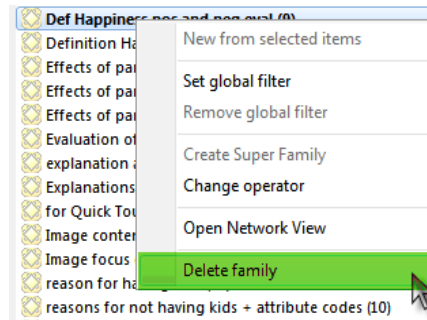 Def Happiness pos and neg eval (9)
Definition Ha
New from selected items
Effects of par
Effects of par
Set global filter
Effects of par
Remove global filter
Evaluation of
Create Super Family
explanation a
Explanations
Change operator
for Quick Tou
Open Network View
Image conter
Image focus
Delete family
reason for ha
reasons for not having kids + attribute codes (10)